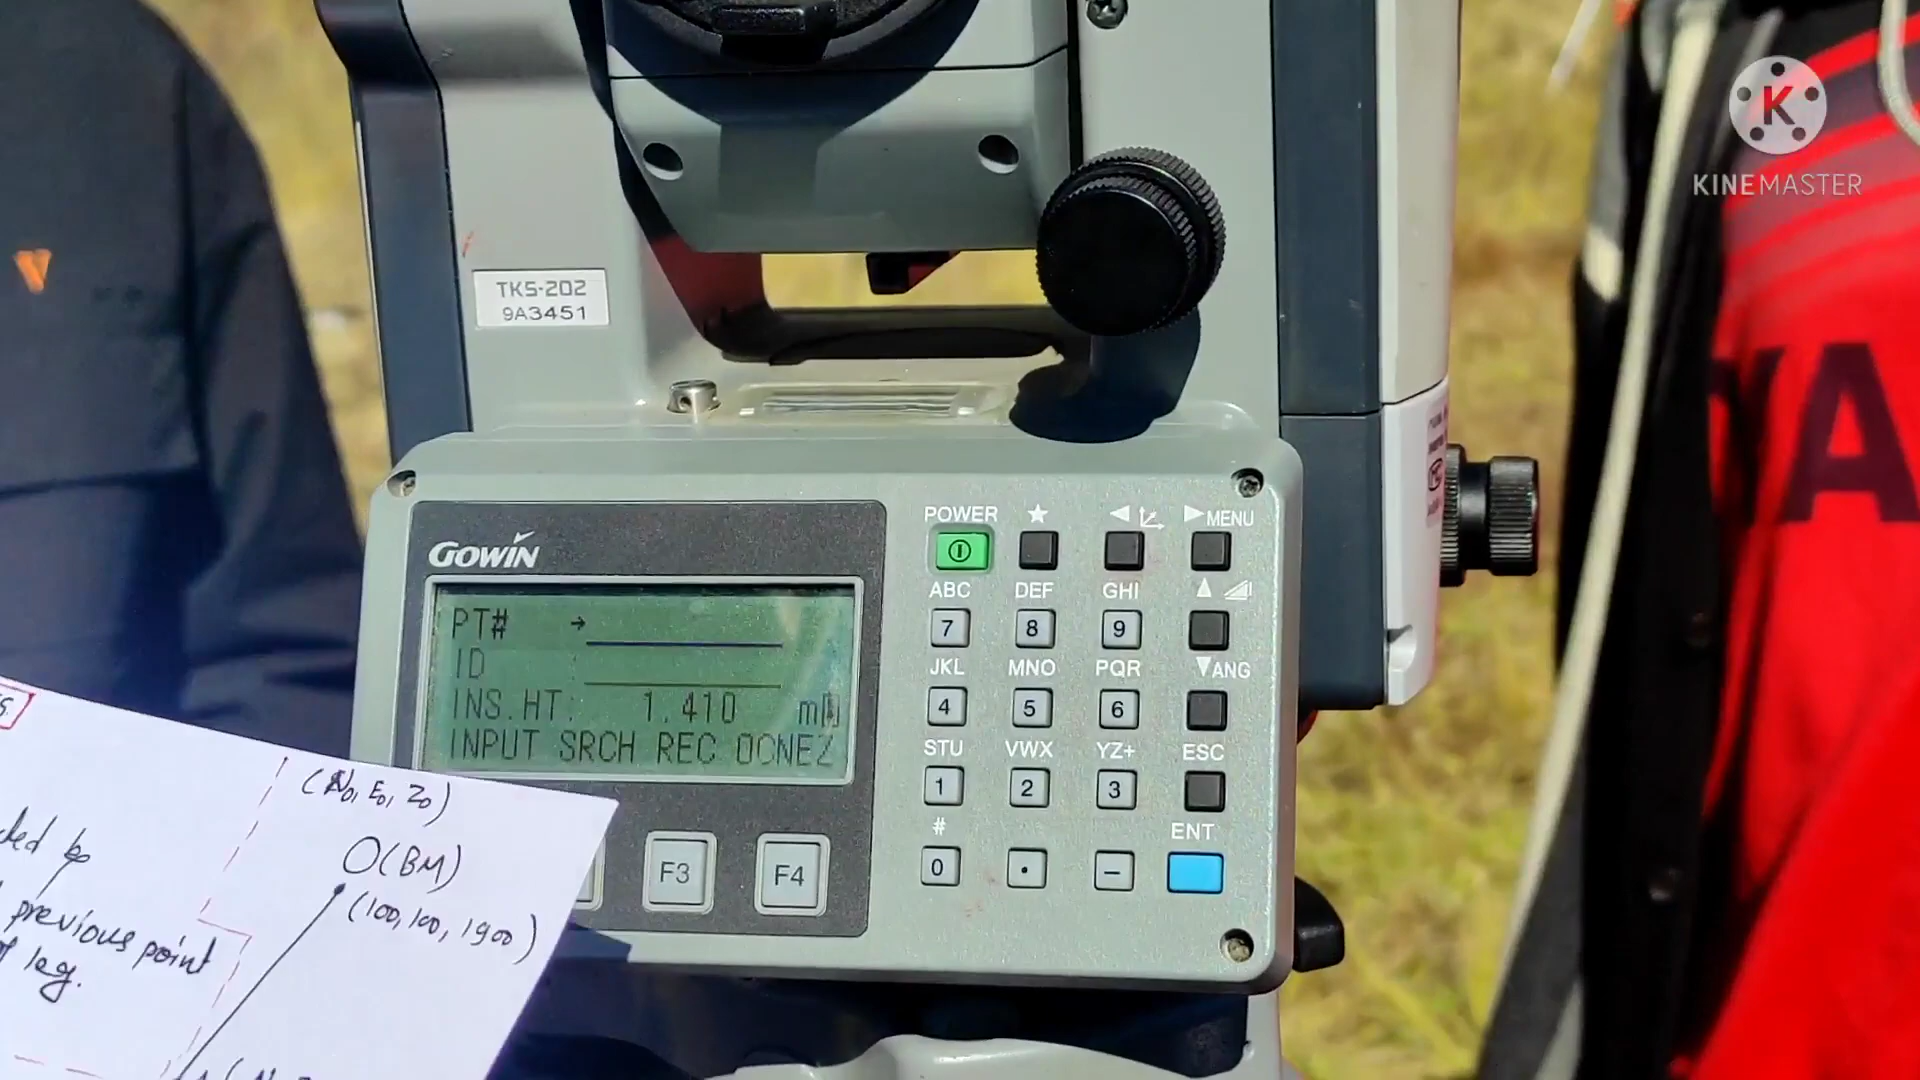 K
KINEMASTER
TKS-202
9A3451
GOWIN
PT# →
ID :
INS.HT: 1.410 m
INPUT SRCH REC OCNEZ
F3 F4
POWER ★ ◀ ▶ MENU
ABC DEF GHI ▲
7 8 9
JKL MNO PQR ▼ANG
4 5 6
STU VWX YZ+ ESC
1 2 3
# ENT
0 . —
YA
(N0, E0, Z0)
O(BM)
(100, 100, 1900)
previous point
leg.